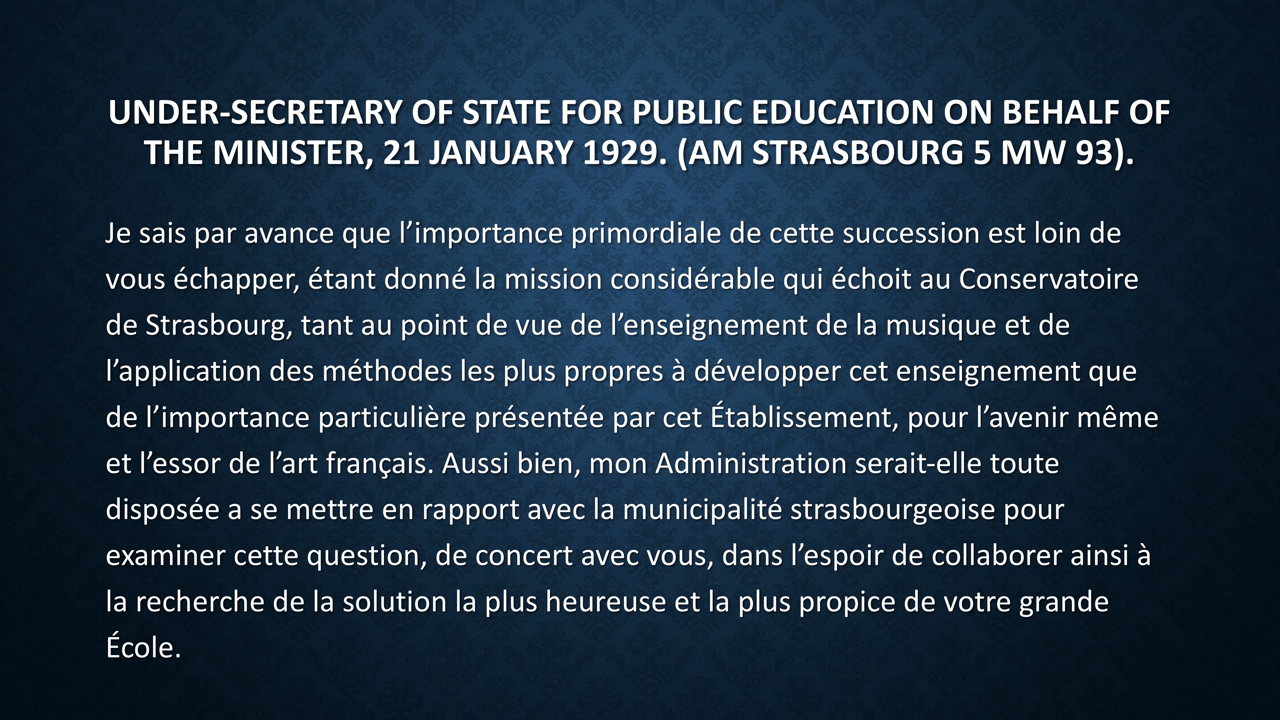 UNDER-SECRETARY OF STATE FOR PUBLIC EDUCATION ON BEHALF OF
THE MINISTER, 21 JANUARY 1929. (AM STRASBOURG 5 MW 93).
Je sais par avance que l’importance primordiale de cette succession est loin de
vous échapper, étant donné la mission considérable qui échoit au Conservatoire
de Strasbourg, tant au point de vue de l’enseignement de la musique et de
l’application des méthodes les plus propres à développer cet enseignement que
de l’importance particulière présentée par cet Établissement, pour l’avenir même
et l’essor de l’art français. Aussi bien, mon Administration serait-elle toute
disposée a se mettre en rapport avec la municipalité strasbourgeoise pour
examiner cette question, de concert avec vous, dans l’espoir de collaborer ainsi à
la recherche de la solution la plus heureuse et la plus propice de votre grande
École.